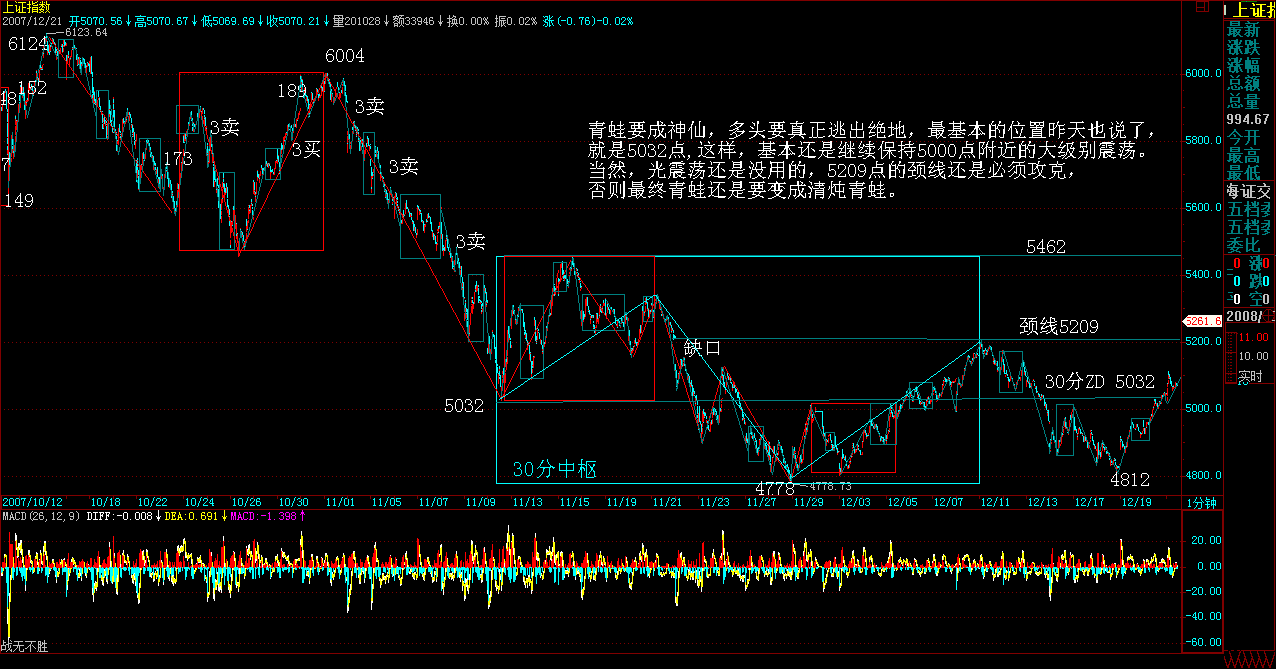 上证指数
2007/12/21 开5070.56↓高5070.67↓低5069.69↓收5070.21↓量201028↓额33946↓换0.00% 振0.02% 涨(-0.76)-0.02%
6123.64
6124
152
149
173
3卖
189
3买
6004
3卖
3卖
3卖
青蛙要成神仙，多头要真正逃出绝地，最基本的位置昨天也说了，
就是5032点,这样，基本还是继续保持5000点附近的大级别震荡。
当然，光震荡还是没用的，5209点的颈线还是必须攻克，
否则最终青蛙还是要变成清炖青蛙。
5462
颈线5209
缺口
30分ZD 5032
5032
30分中枢
4778
4778.73
4812
6000.0
5800.0
5600.0
5400.0
5261.6
5200.0
5000.0
4800.0
2007/10/12 10/18 10/22 10/24 10/26 10/30 11/01 11/05 11/07 11/09 11/13 11/15 11/19 11/21 11/23 11/27 11/29 12/03 12/05 12/07 12/11 12/13 12/17 12/19 1分钟
MACD(26,12,9) DIFF:-0.008↓DEA:0.691↓MACD:-1.398↑
20.00
0.00
-20.00
-40.00
-60.00
战无不胜
上证指
最新
涨跌
涨幅
总额
总量
994.67
今开
最高
最低
海证交
五档卖
五档卖
委比
0 涨0
0 跌0
0 空0
2008/
11.00
10.00
实时